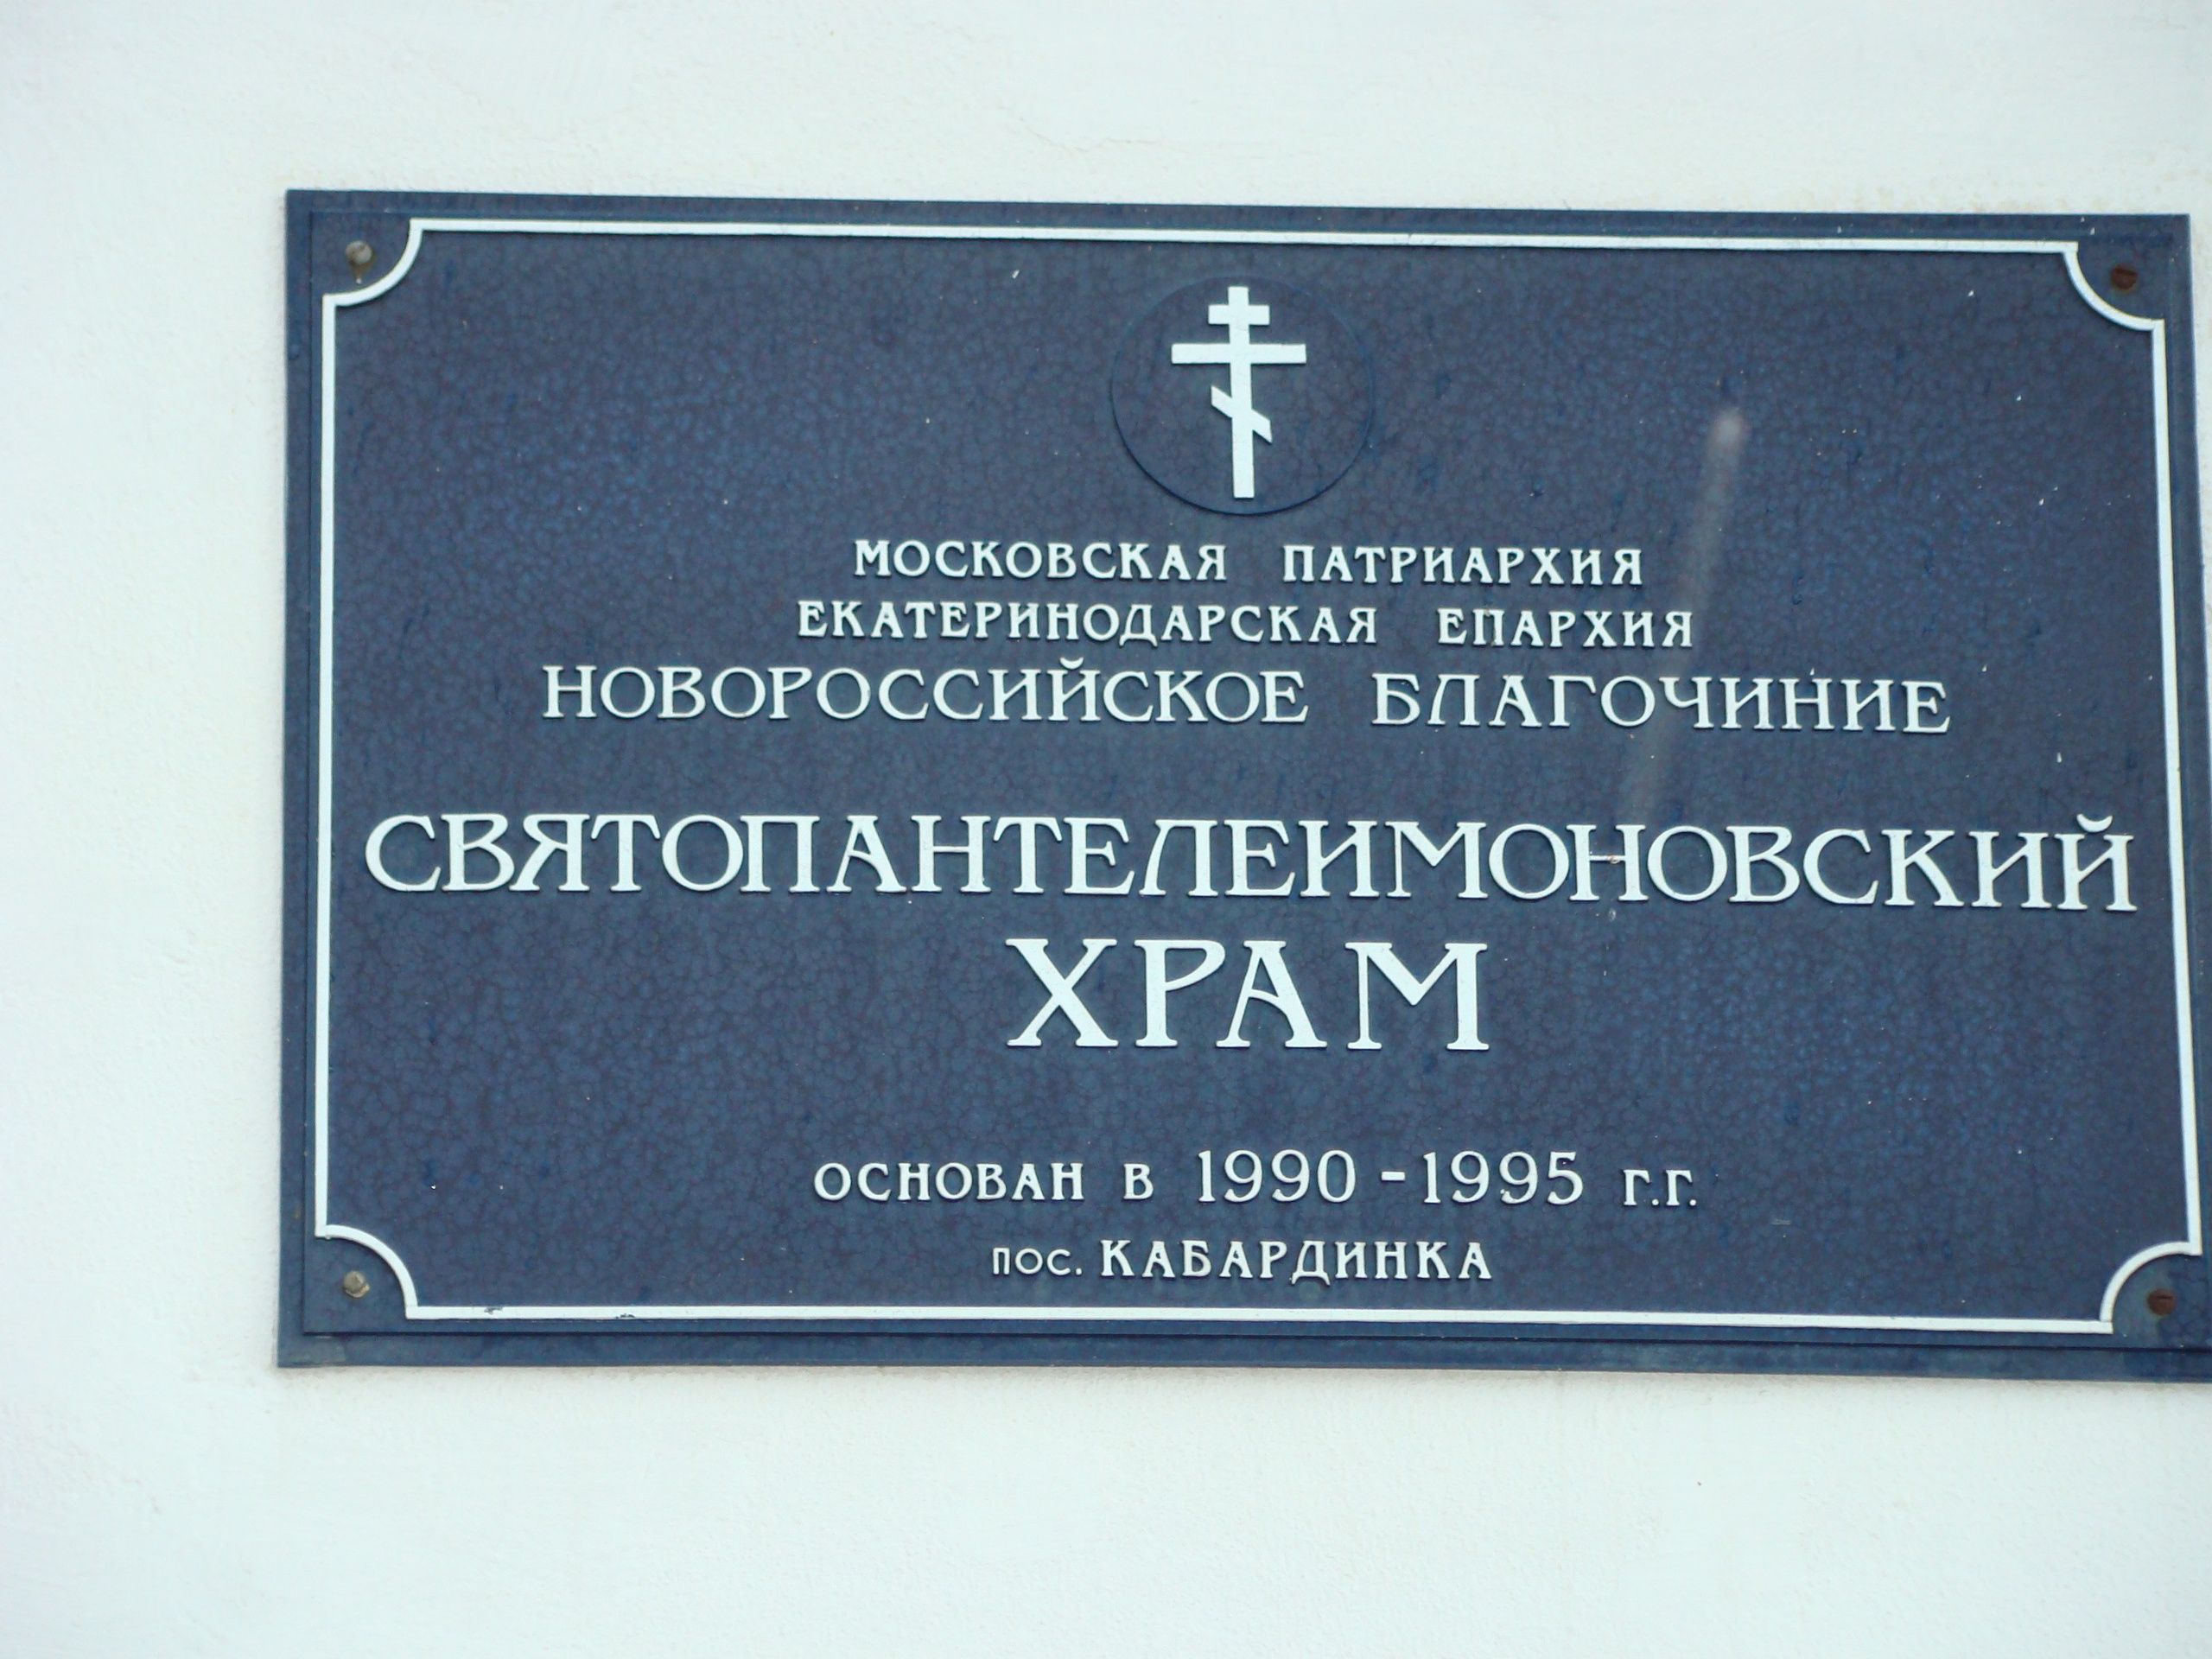 МОСКОВСКАЯ ПАТРИАРХИЯ
ЕКАТЕРИНОДАРСКАЯ ЕПАРХИЯ
НОВОРОССИЙСКОЕ БЛАГОЧИНИЕ
СВЯТОПАНТЕЛЕИМОНОВСКИЙ
ХРАМ
ОСНОВАН В 1990 - 1995 Г.Г.
пос. КАБАРДИНКА